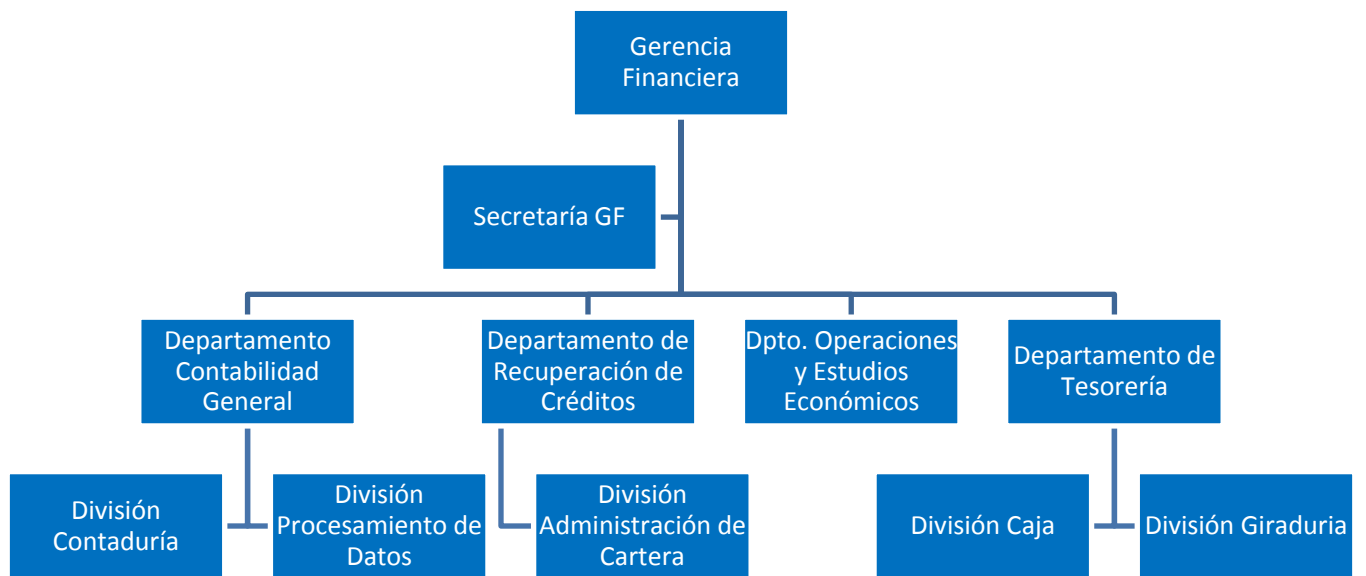 Gerencia
Financiera
Secretaría GF
Departamento
Contabilidad
General
Departamento de
Recuperación de
Créditos
Dpto. Operaciones
y Estudios
Económicos
Departamento de
Tesorería
División
Contaduría
División
Procesamiento de
Datos
División
Administración de
Cartera
División Caja
División Giraduria